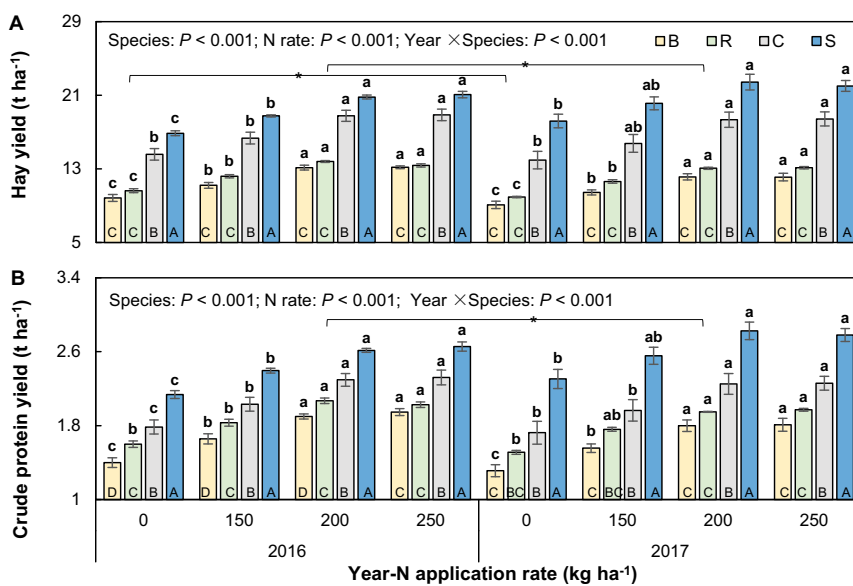 A
Hay yield (t ha⁻¹)
29
21
13
5
Species: P < 0.001; N rate: P < 0.001; Year ×Species: P < 0.001
B R C S
* *
c c b c b b b b a a a a a a a a c c b b b b ab ab a a a a a a a a
C C B A C C B A C C B A C C B A C C B A C C B A C C B A C C B A
B
Crude protein yield (t ha⁻¹)
3.4
2.6
1.8
1
Species: P < 0.001; N rate: P < 0.001; Year ×Species: P < 0.001
*
c c c c b b b b a a a a a a a a c b b b b ab b ab a a a a a a a a
D C B A D C B A D C B A C C B A C BC B A C BC B A C C B A C C B A
0 150 200 250 0 150 200 250
2016 2017
Year-N application rate (kg ha⁻¹)